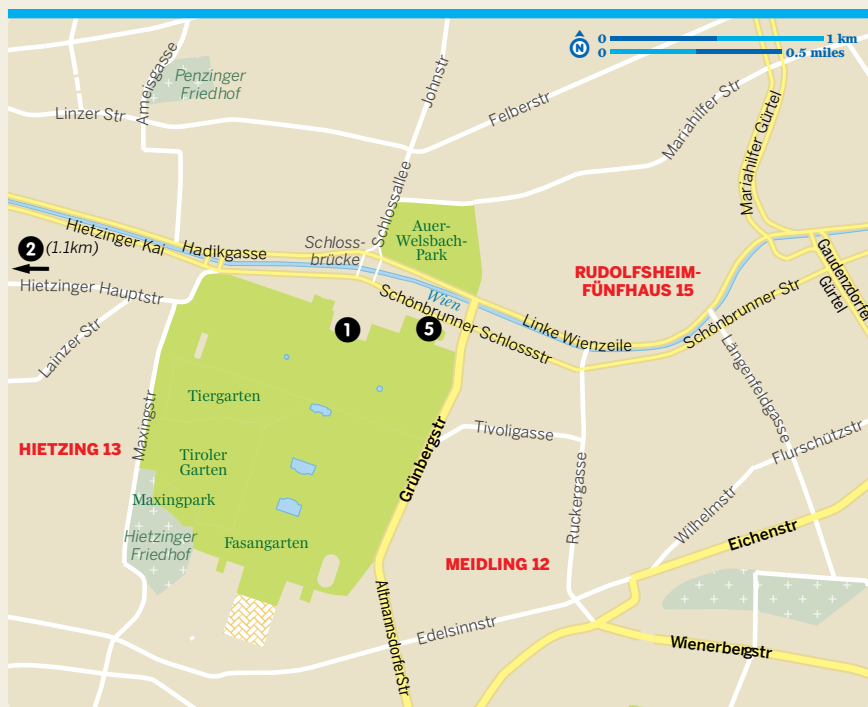 N
0
1 km
0
0.5 miles
Penzinger
Friedhof
Ameisgasse
Linzer Str
Johnstr
Felberstr
Mariahilfer Str
Mariahilfer Gürtel
Schlossallee
Auer-
Welsbach-
Park
Hietzinger Kai
Hadikgasse
Schloss-
brücke
2 (1.1km)
Hietzinger Hauptstr
RUDOLFSHEIM-
FÜNFHAUS 15
Gaudenzdorfer
Gürtel
Wien
Schönbrunner Schlossstr
Linke Wienzeile
Schönbrunner Str
1
5
Lainzer Str
Längenfeldgasse
Maxingstr
Tiergarten
HIETZING 13
Tiroler
Garten
Grünbergstr
Tivoligasse
Flurschützstr
Ruckergasse
Maxingpark
Wilhelmstr
Hietzinger
Friedhof
Fasangarten
Eichenstr
MEIDLING 12
AltmannsdorferStr
Edelsinnstr
Wienerbergstr